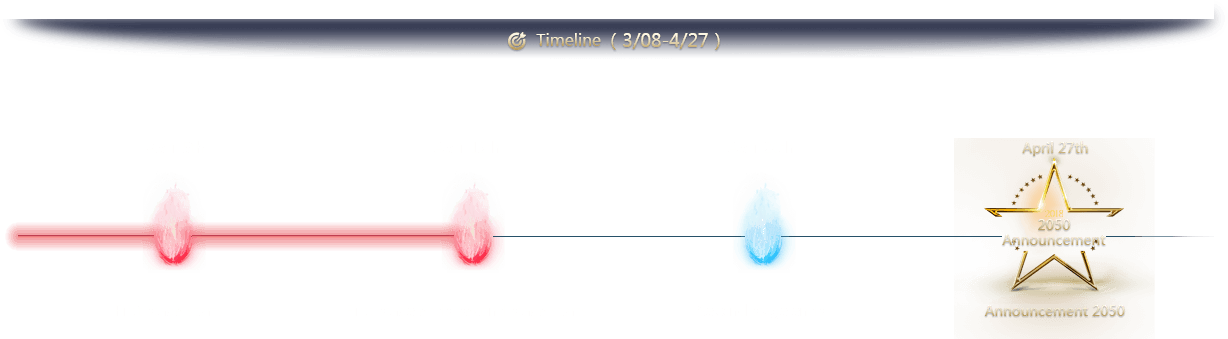 Timeline ( 3/08-4/27 )
April 27th
2050
Announcement
Announcement 2050